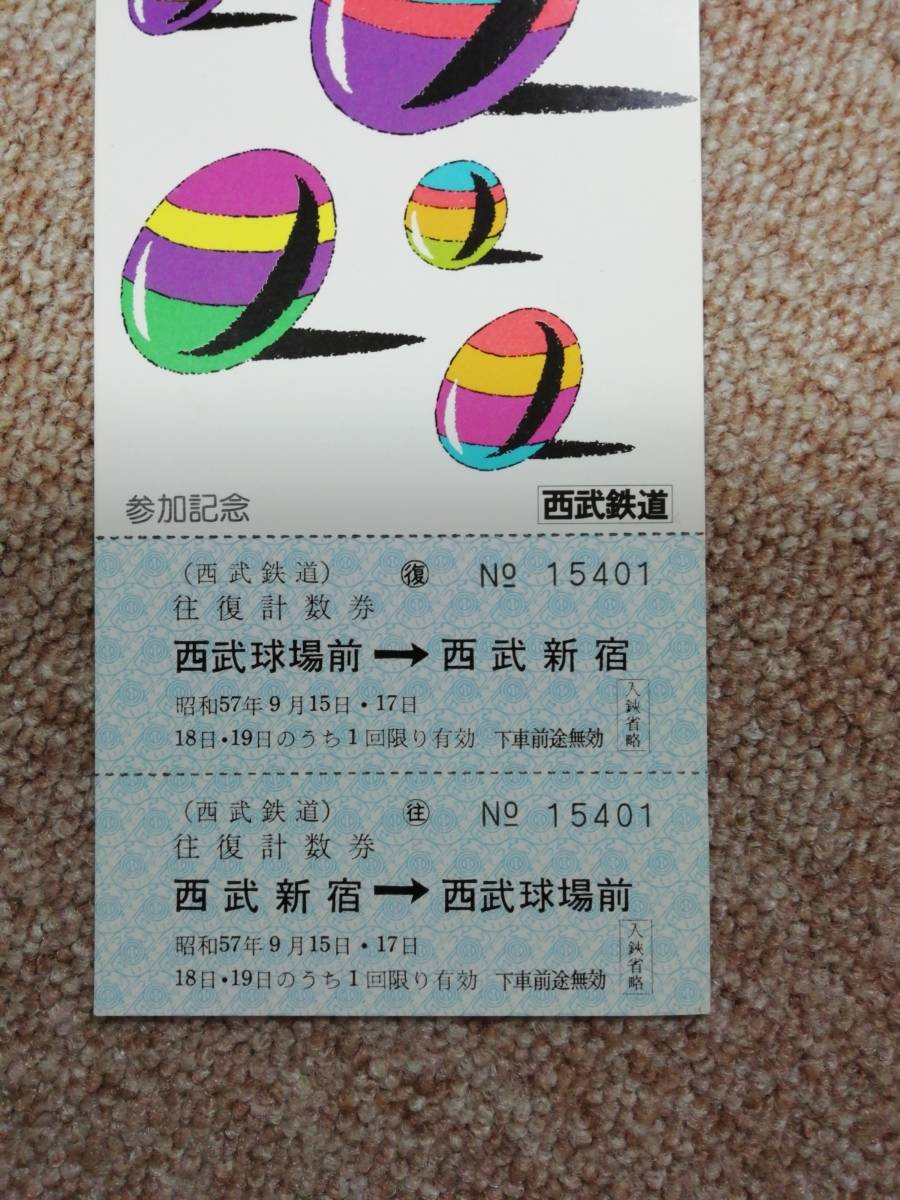 参加記念 西武鉄道
（西武鉄道） ㊝復 No 15401
往復計数券
西武球場前→西武新宿
昭和57年9月15日・17日
18日・19日のうち1回限り有効 下車前途無効
入鋏省略
（西武鉄道） 往 No 15401
往復計数券
西武新宿→西武球場前
昭和57年9月15日・17日
18日・19日のうち1回限り有効 下車前途無効
入鋏省略